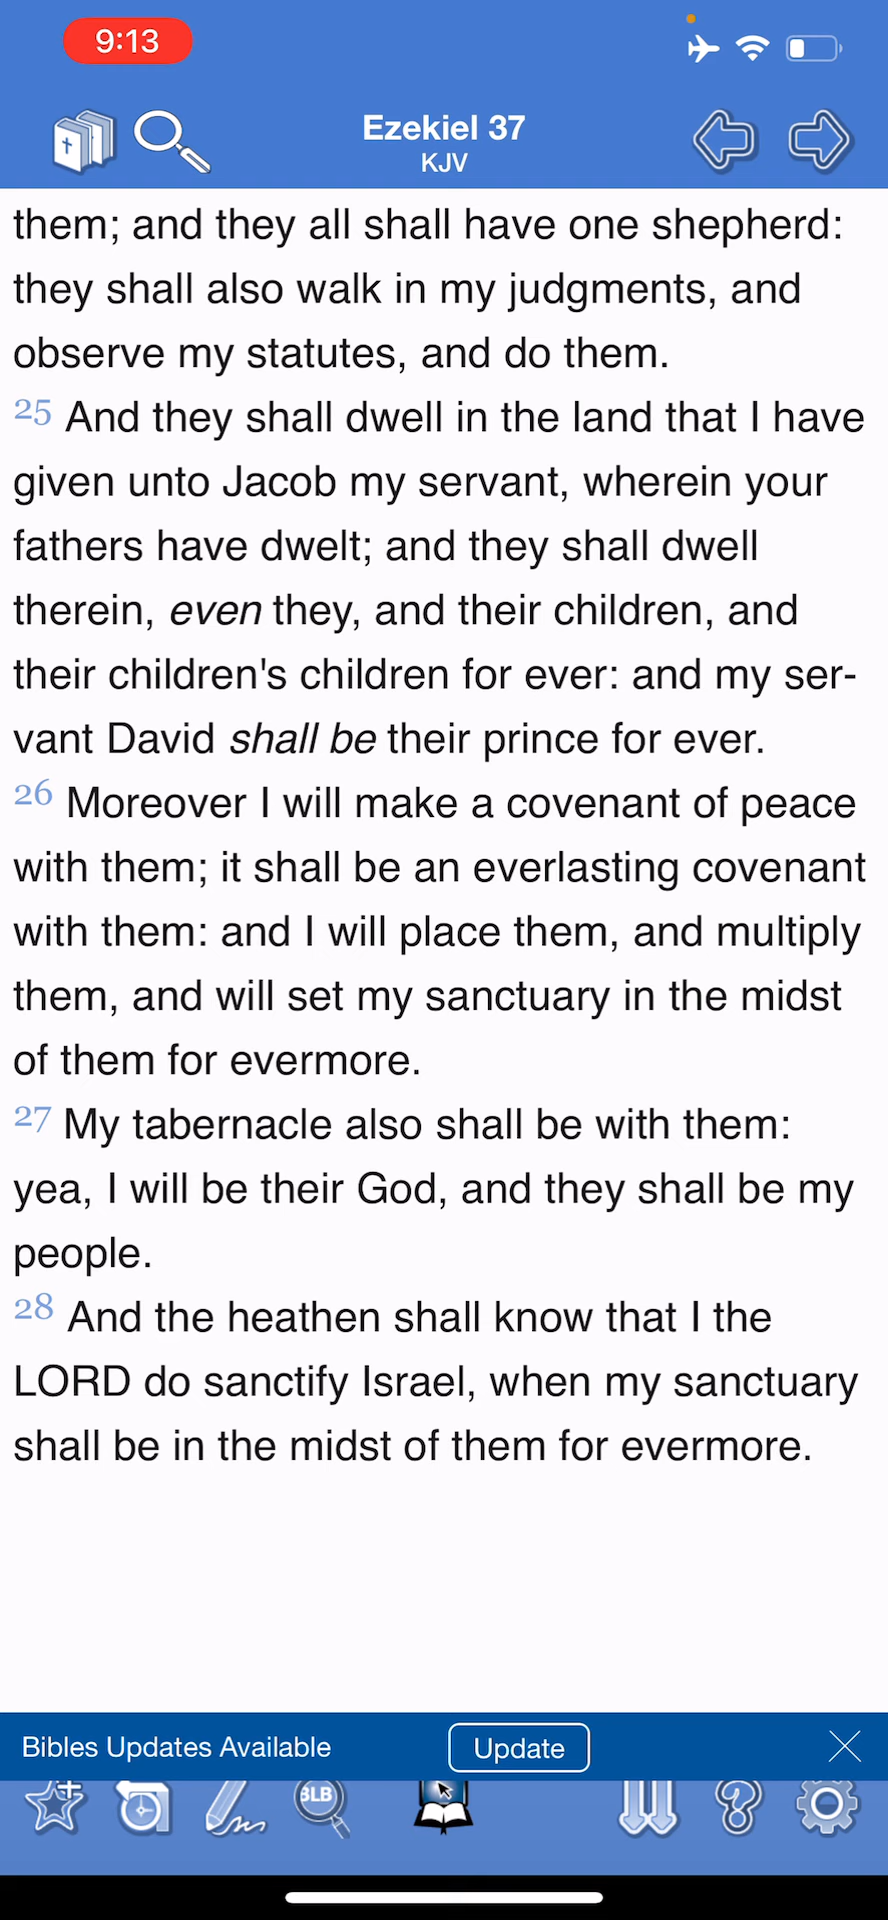 9:13
Ezekiel 37
KJV
them; and they all shall have one shepherd:
they shall also walk in my judgments, and
observe my statutes, and do them.
25 And they shall dwell in the land that I have
given unto Jacob my servant, wherein your
fathers have dwelt; and they shall dwell
therein, even they, and their children, and
their children's children for ever: and my ser-
vant David shall be their prince for ever.
26 Moreover I will make a covenant of peace
with them; it shall be an everlasting covenant
with them: and I will place them, and multiply
them, and will set my sanctuary in the midst
of them for evermore.
27 My tabernacle also shall be with them:
yea, I will be their God, and they shall be my
people.
28 And the heathen shall know that I the
LORD do sanctify Israel, when my sanctuary
shall be in the midst of them for evermore.
Bibles Updates Available Update
BLB